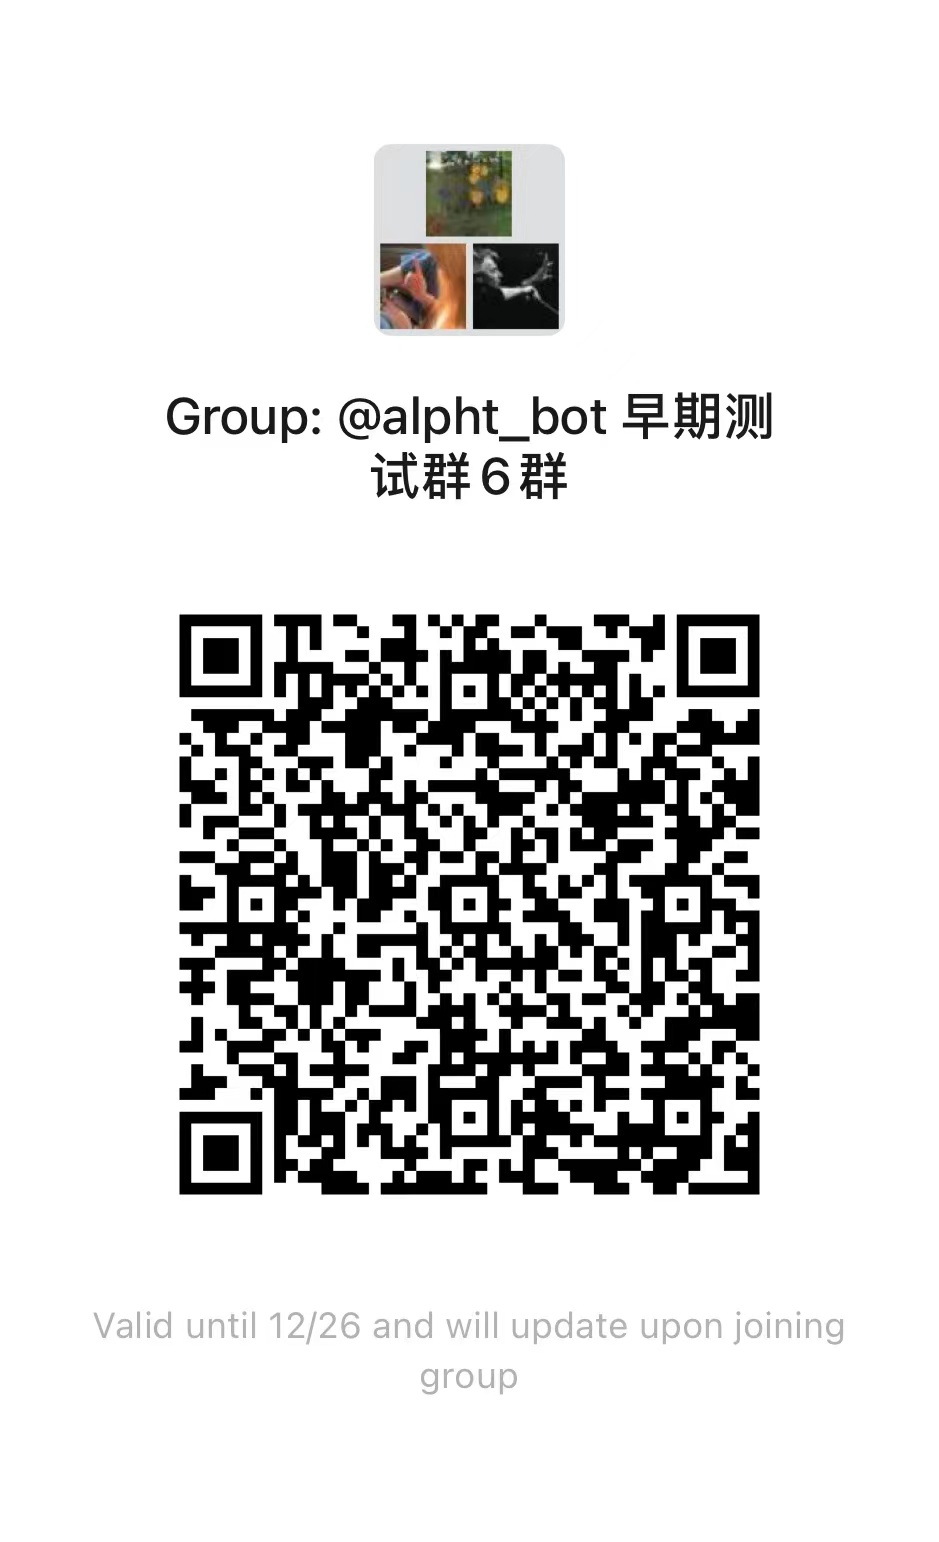 Group: @alpht_bot 早期测
试群6群
Valid until 12/26 and will update upon joining
group